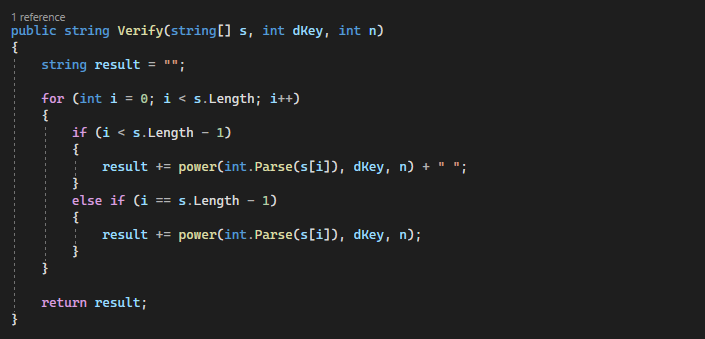 1 reference
public string Verify(string[] s, int dKey, int n)
{
    string result = "";
    for (int i = 0; i < s.Length; i++)
    {
        if (i < s.Length - 1)
        {
            result += power(int.Parse(s[i]), dKey, n) + " ";
        }
        else if (i == s.Length - 1)
        {
            result += power(int.Parse(s[i]), dKey, n);
        }
    }
    return result;
}